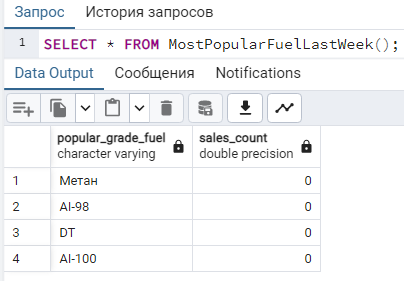 Запрос История запросов
1 SELECT * FROM MostPopularFuelLastWeek();
Data Output Сообщения Notifications
popular_grade_fuel sales_count
character varying double precision
1 Метан 0
2 AI-98 0
3 DT 0
4 AI-100 0